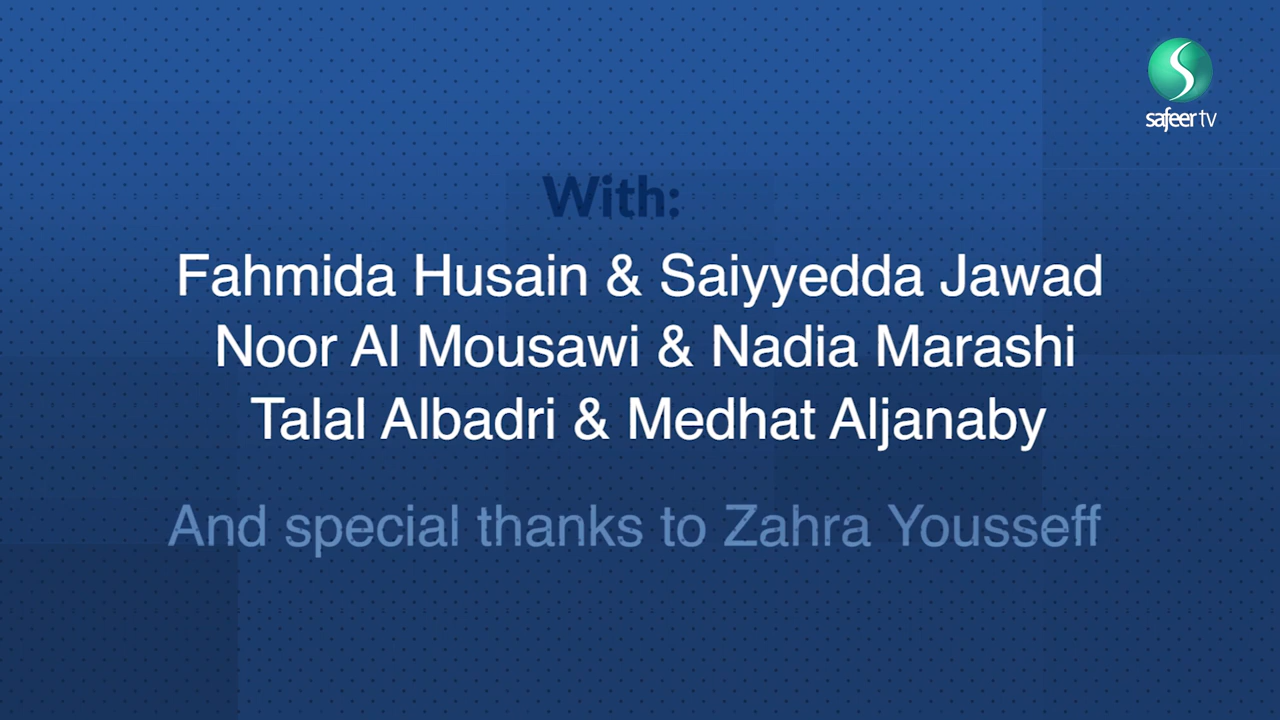 safeer tv
With:
Fahmida Husain & Saiyyedda Jawad
Noor Al Mousawi & Nadia Marashi
Talal Albadri & Medhat Aljanaby
And special thanks to Zahra Yousseff